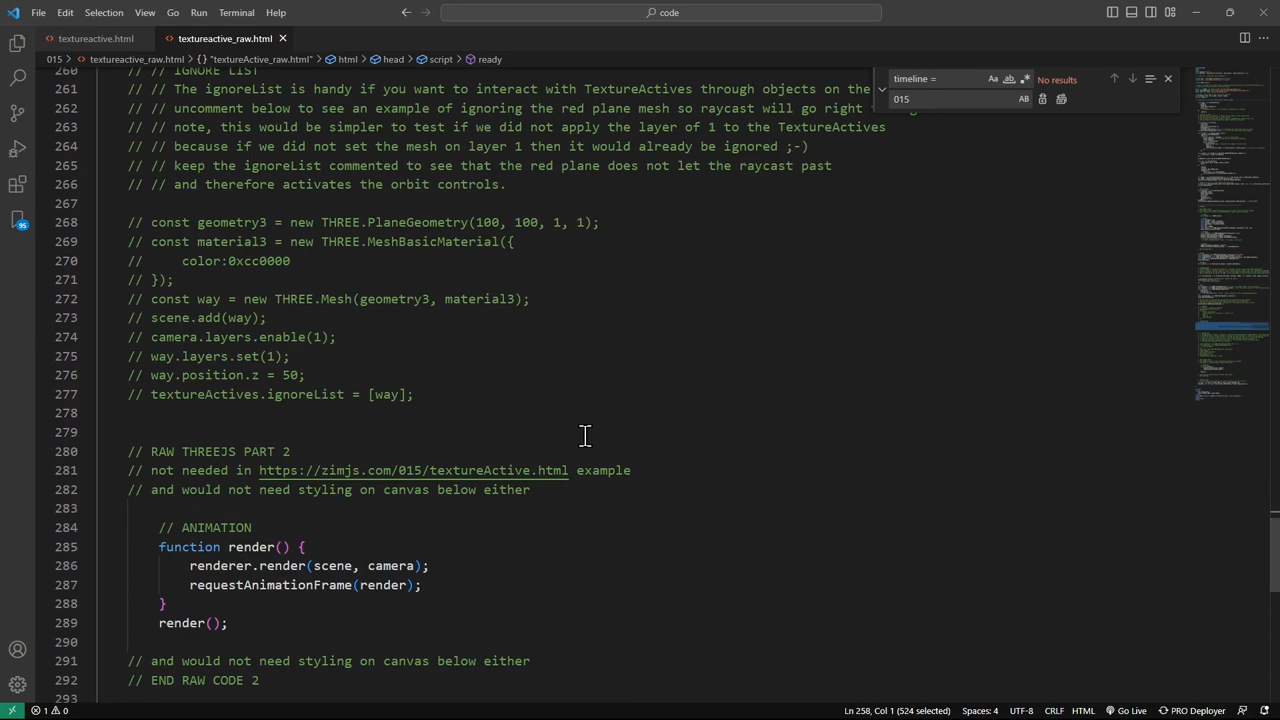 File Edit Selection View Go Run Terminal Help
code
textureactive.html
textureactive_raw.html
015 > textureactive_raw.html > {} "textureactive_raw.html" > html > head > script > ready
timeline =
Aa ab
No results
015
AB
260 // // IGNORE LIST
261 // // The ignoreList is handy if you want to interact with TextureActives through objects on the
262 // // uncomment below to see an example of ignoring the red plane mesh to raycast within to right
263 // // note, this would be simpler to test if we did not apply the layer of 1 to the TextureActives
264 // // because if we did not set the mesh in layer 1 then it would already be ignored!
265 // // keep the ignoreList commented to see that the red plane does not let the raycast past
266 // // and therefore activates the orbit controls.
267
268 // const geometry3 = new THREE.PlaneGeometry(100,100, 1, 1);
269 // const material3 = new THREE.MeshBasicMaterial({
270 //     color:0xcc0000
271 // });
272 // const way = new THREE.Mesh(geometry3, material3);
273 // scene.add(way);
274 // camera.layers.enable(1);
275 // way.layers.set(1);
276 // way.position.z = 50;
277 // textureActives.ignoreList = [way];
278
279
280 // RAW THREEJS PART 2
281 // not needed in https://zimjs.com/015/textureActive.html example
282 // and would not need styling on canvas below either
283
284 // ANIMATION
285 function render() {
286 renderer.render(scene, camera);
287 requestAnimationFrame(render);
288 }
289 render();
290
291 // and would not need styling on canvas below either
292 // END RAW CODE 2
293
95
1 0
Ln 258, Col 1 (524 selected) Spaces: 4 UTF-8 CRLF HTML Go Live PRO Deployer